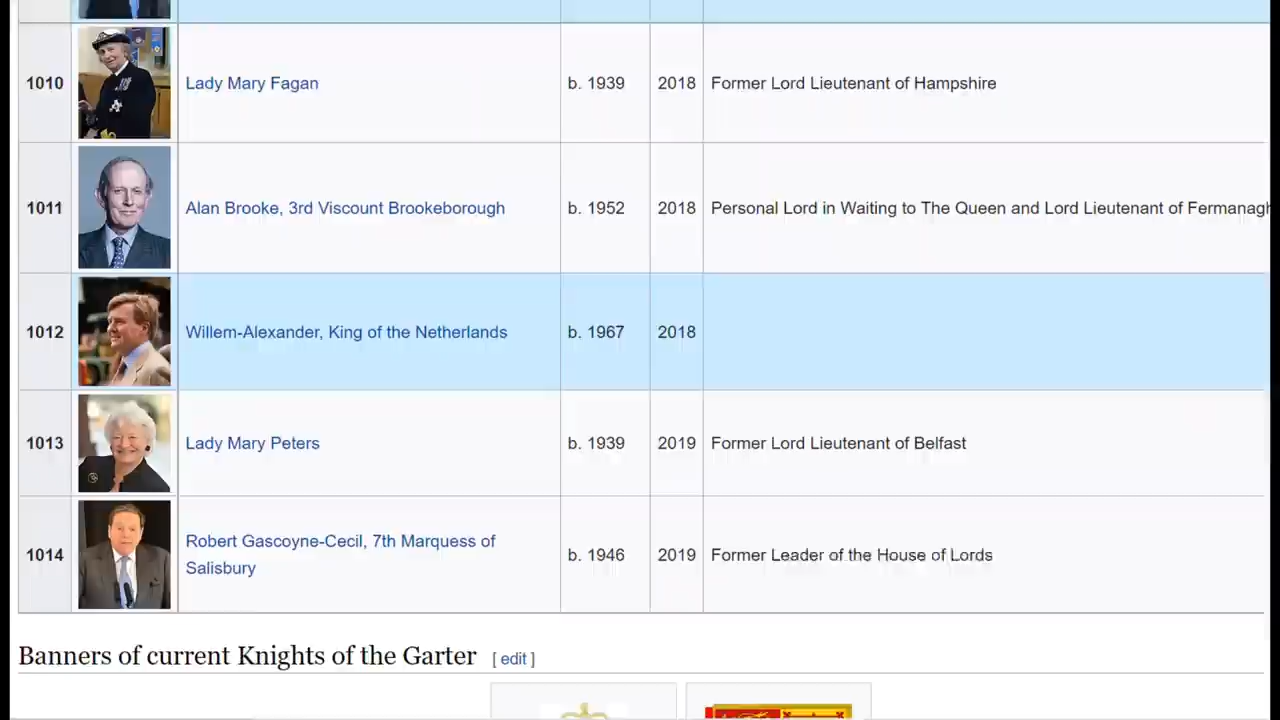 1010 Lady Mary Fagan b. 1939 2018 Former Lord Lieutenant of Hampshire
1011 Alan Brooke, 3rd Viscount Brookeborough b. 1952 2018 Personal Lord in Waiting to The Queen and Lord Lieutenant of Fermanagh
1012 Willem-Alexander, King of the Netherlands b. 1967 2018
1013 Lady Mary Peters b. 1939 2019 Former Lord Lieutenant of Belfast
1014 Robert Gascoyne-Cecil, 7th Marquess of b. 1946 2019 Former Leader of the House of Lords
Salisbury
Banners of current Knights of the Garter [ edit ]